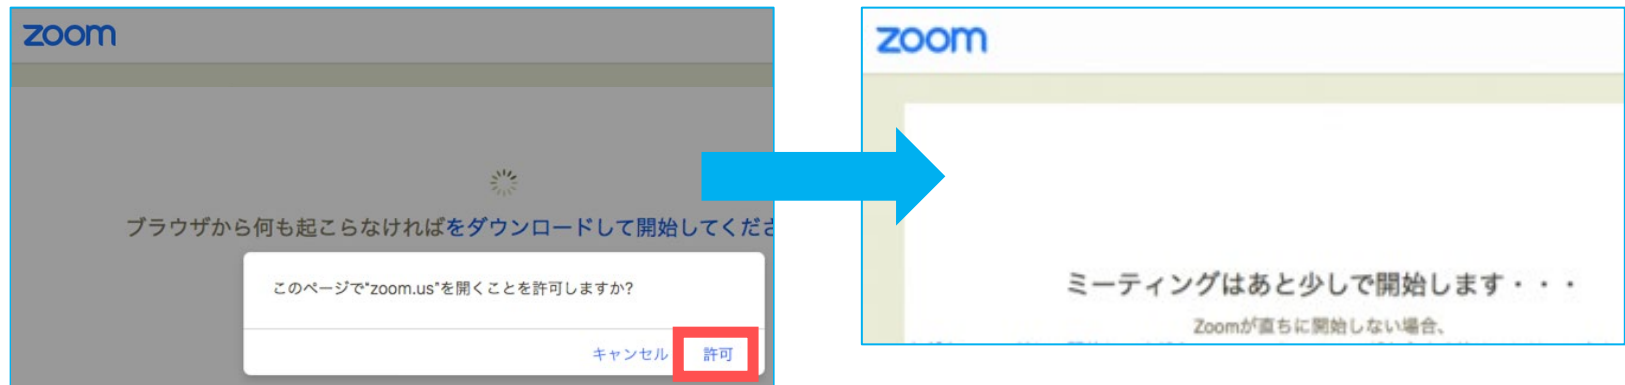 zoom
ブラウザから何も起こらなければをダウンロードして開始してくださ
このページで"zoom.us"を開くことを許可しますか?
キャンセル 許可
zoom
ミーティングはあと少しで開始します・・・
Zoomが直ちに開始しない場合、